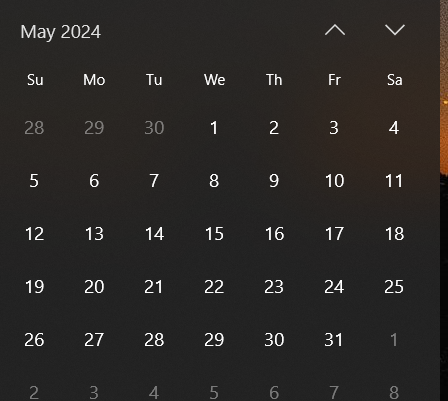 May 2024
Su Mo Tu We Th Fr Sa
28 29 30 1 2 3 4
5 6 7 8 9 10 11
12 13 14 15 16 17 18
19 20 21 22 23 24 25
26 27 28 29 30 31 1
2 3 4 5 6 7 8